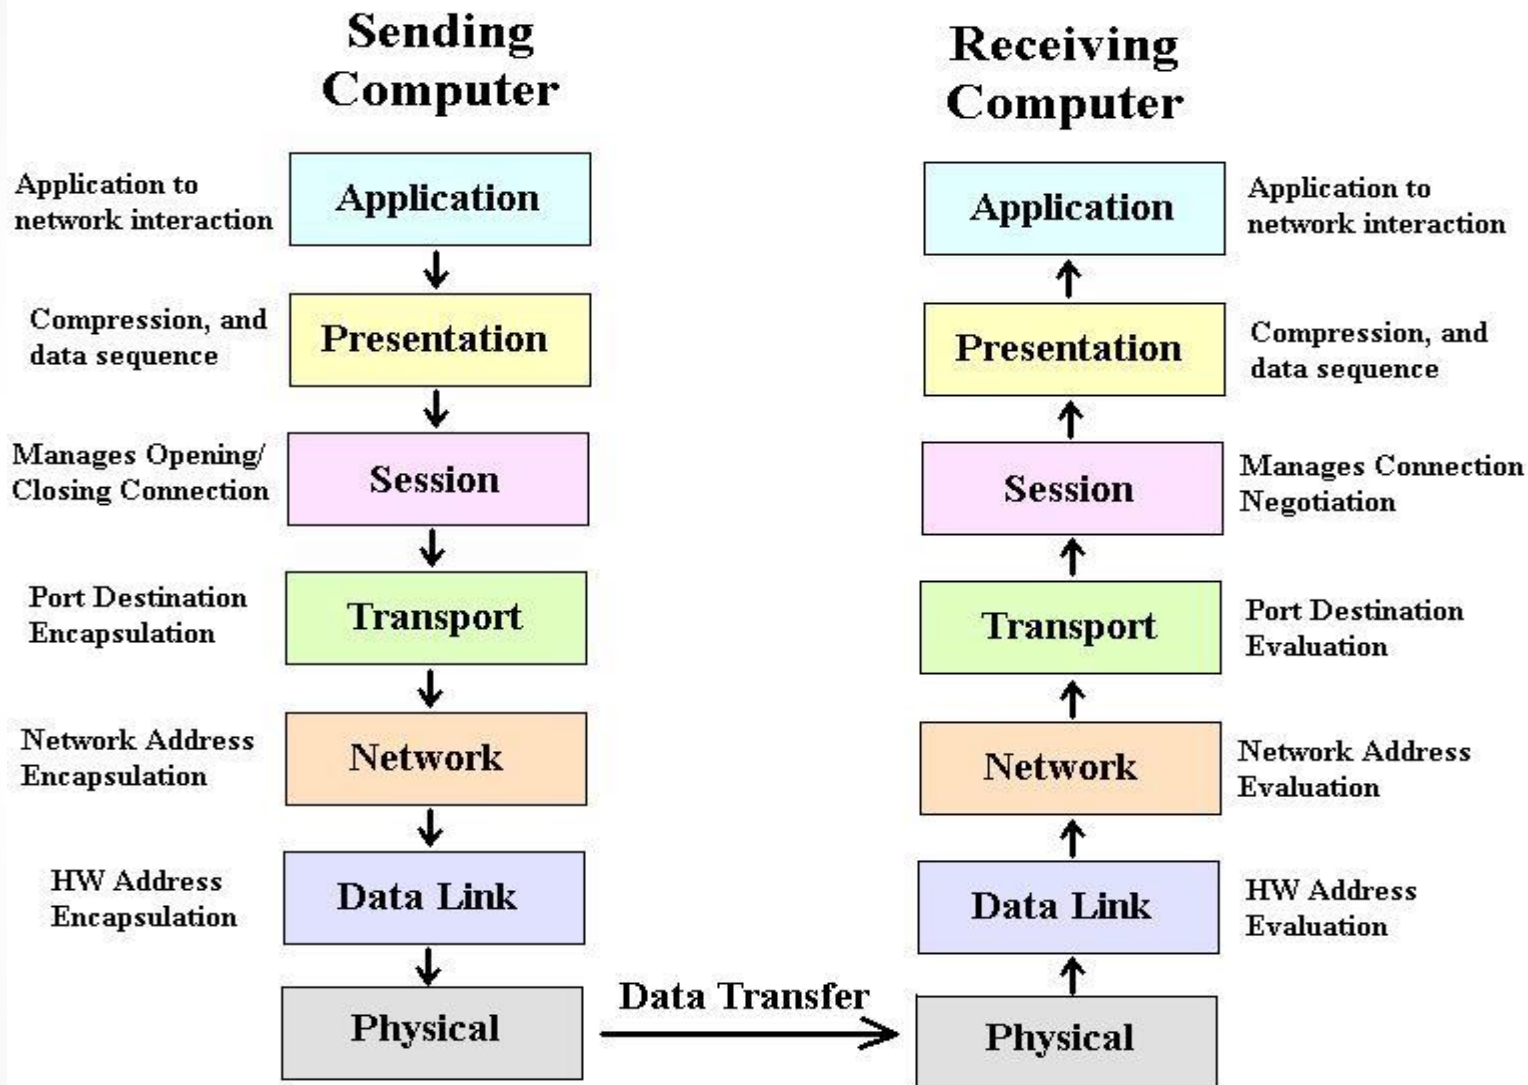 Sending
Computer
Application to
network interaction
Application
Compression, and
data sequence
Presentation
Manages Opening/
Closing Connection
Session
Port Destination
Encapsulation
Transport
Network Address
Encapsulation
Network
HW Address
Encapsulation
Data Link
Physical
Data Transfer
Receiving
Computer
Application
Application to
network interaction
Presentation
Compression, and
data sequence
Session
Manages Connection
Negotiation
Transport
Port Destination
Evaluation
Network
Network Address
Evaluation
Data Link
HW Address
Evaluation
Physical